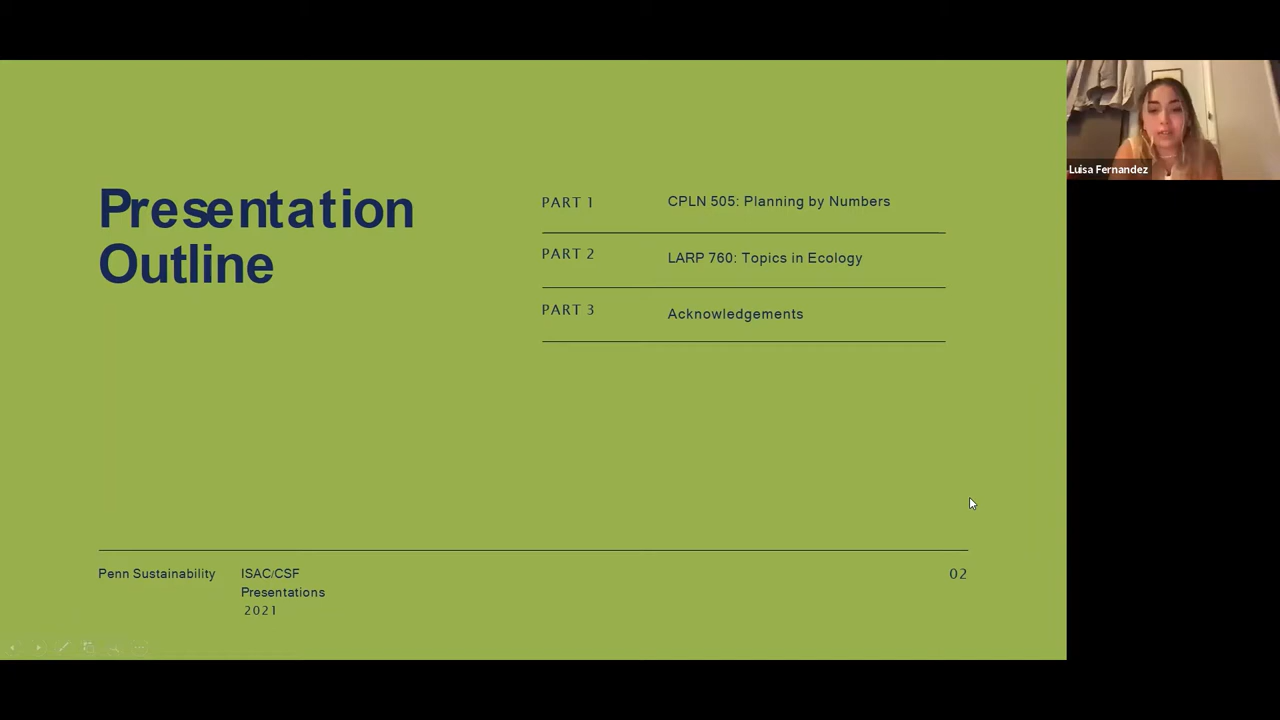 Presentation
Outline
PART 1 CPLN 505: Planning by Numbers
PART 2 LARP 760: Topics in Ecology
PART 3 Acknowledgements
Penn Sustainability ISAC/CSF
Presentations
2021
02
Luisa Fernandez